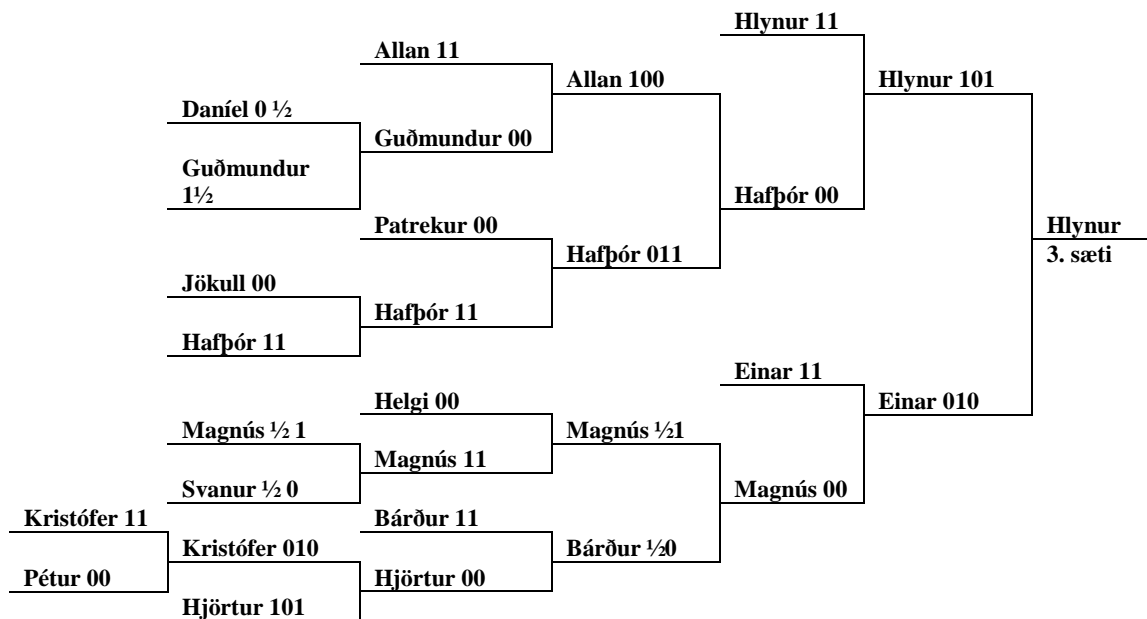 Hlynur 11
Allan 11
Allan 100
Hlynur 101
Daníel 0 ½
Guðmundur 00
Guðmundur
1½
Hafþór 00
Patrekur 00
Hlynur
3. sæti
Hafþór 011
Jökull 00
Hafþór 11
Hafþór 11
Einar 11
Helgi 00
Einar 010
Magnús ½ 1
Magnús ½1
Magnús 11
Svanur ½ 0
Magnús 00
Kristófer 11
Bárður 11
Kristófer 010
Bárður ½0
Pétur 00
Hjörtur 00
Hjörtur 101